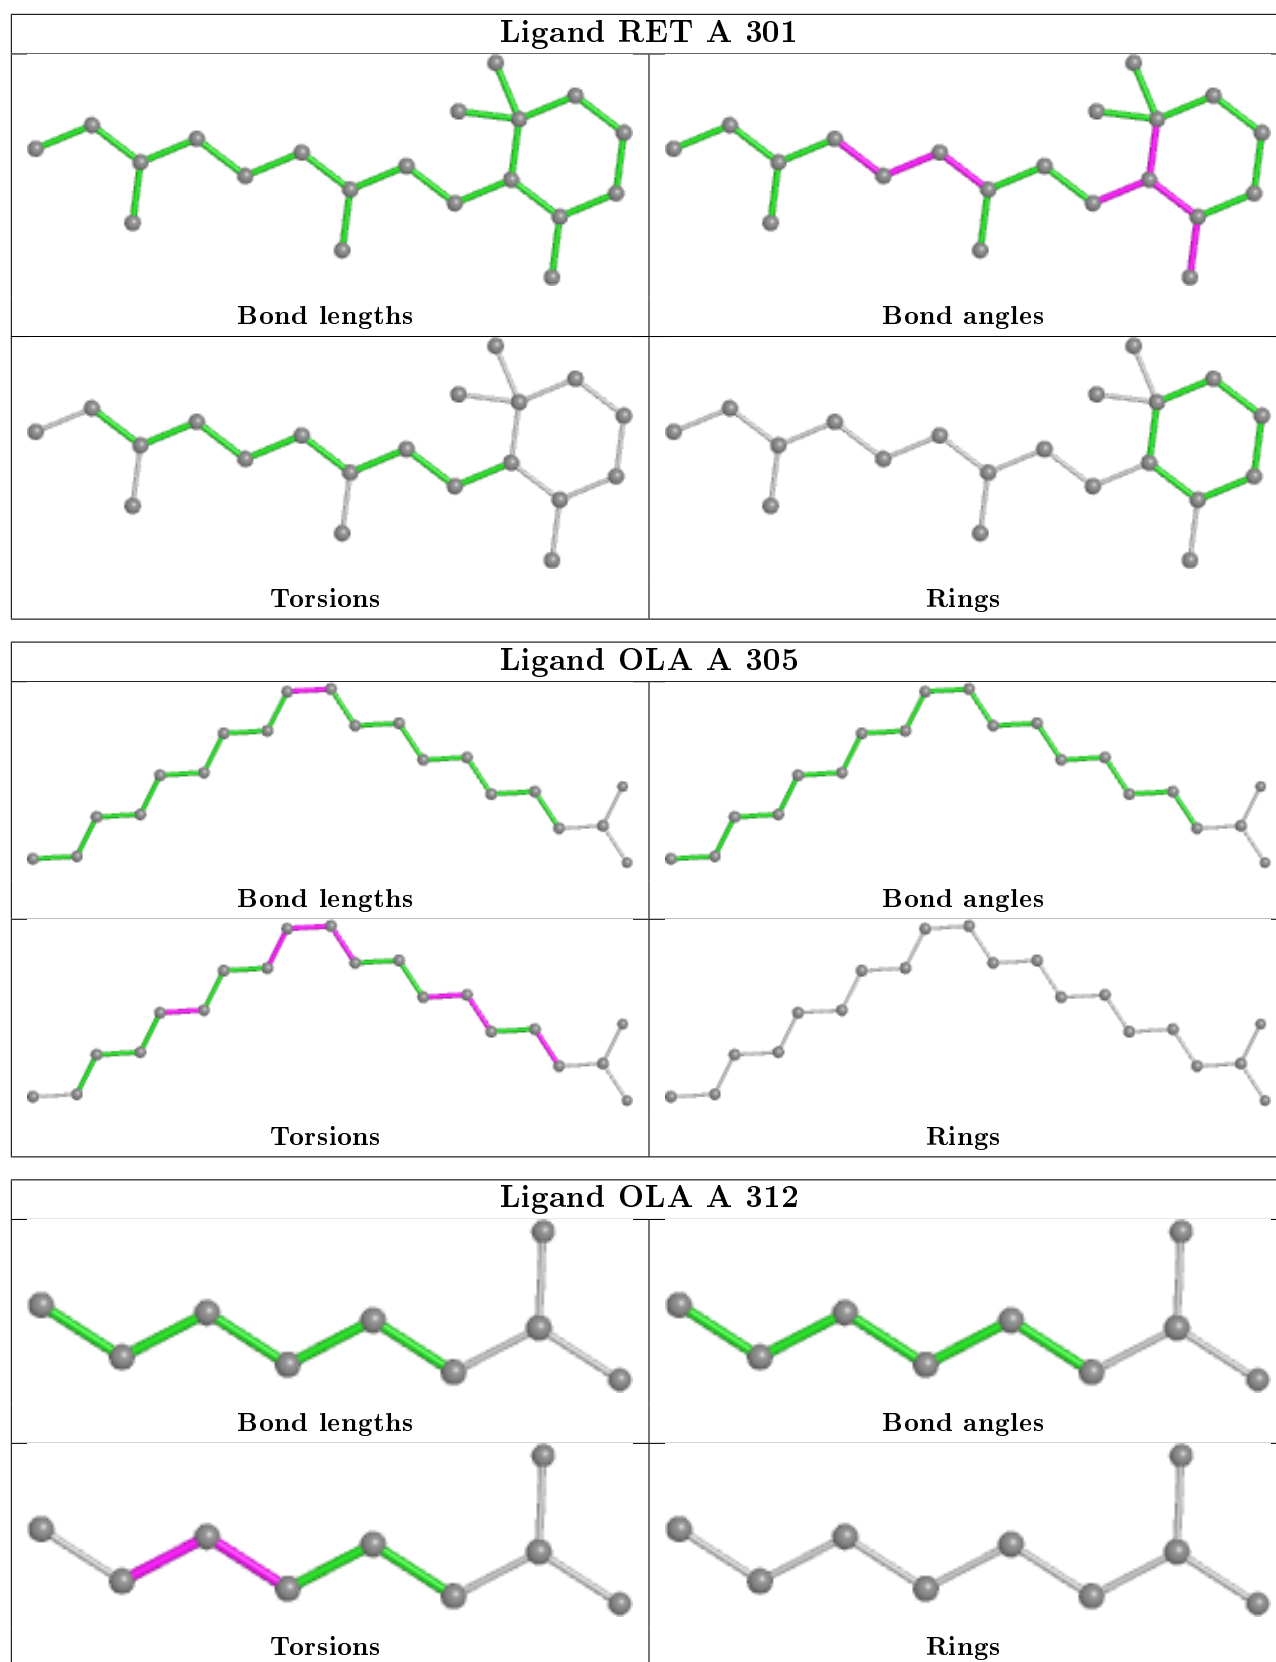 Ligand RET A 301
Bond lengths
Bond angles
Torsions
Rings
Ligand OLA A 305
Bond lengths
Bond angles
Torsions
Rings
Ligand OLA A 312
Bond lengths
Bond angles
Torsions
Rings